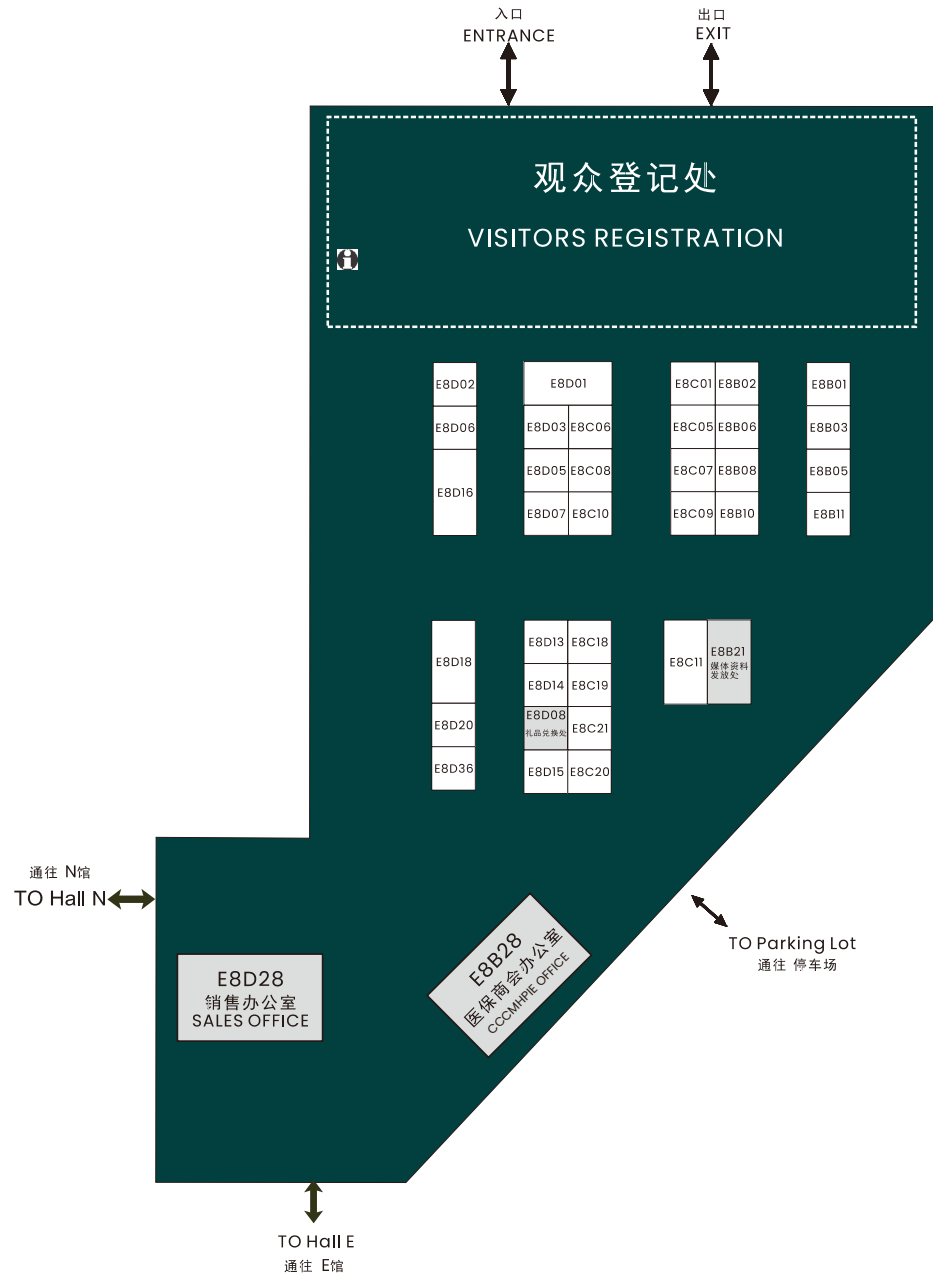 入口
ENTRANCE
出口
EXIT
观众登记处
VISITORS REGISTRATION
E8D02
E8D06
E8D16
E8D01
E8D03 E8C06
E8D05 E8C08
E8D07 E8C10
E8C01 E8B02
E8C05 E8B06
E8C07 E8B08
E8C09 E8B10
E8B01
E8B03
E8B05
E8B11
E8D18
E8D20
E8D36
E8D13 E8C18
E8D14 E8C19
E8D08
礼品兑换处
E8C21
E8D15 E8C20
E8C11
E8B21
媒体资料
发放处
通往 N馆
TO Hall N
E8D28
销售办公室
SALES OFFICE
E8B28
医保商会办公室
CCCMHPIE OFFICE
TO Parking Lot
通往 停车场
TO Hall E
通往 E馆